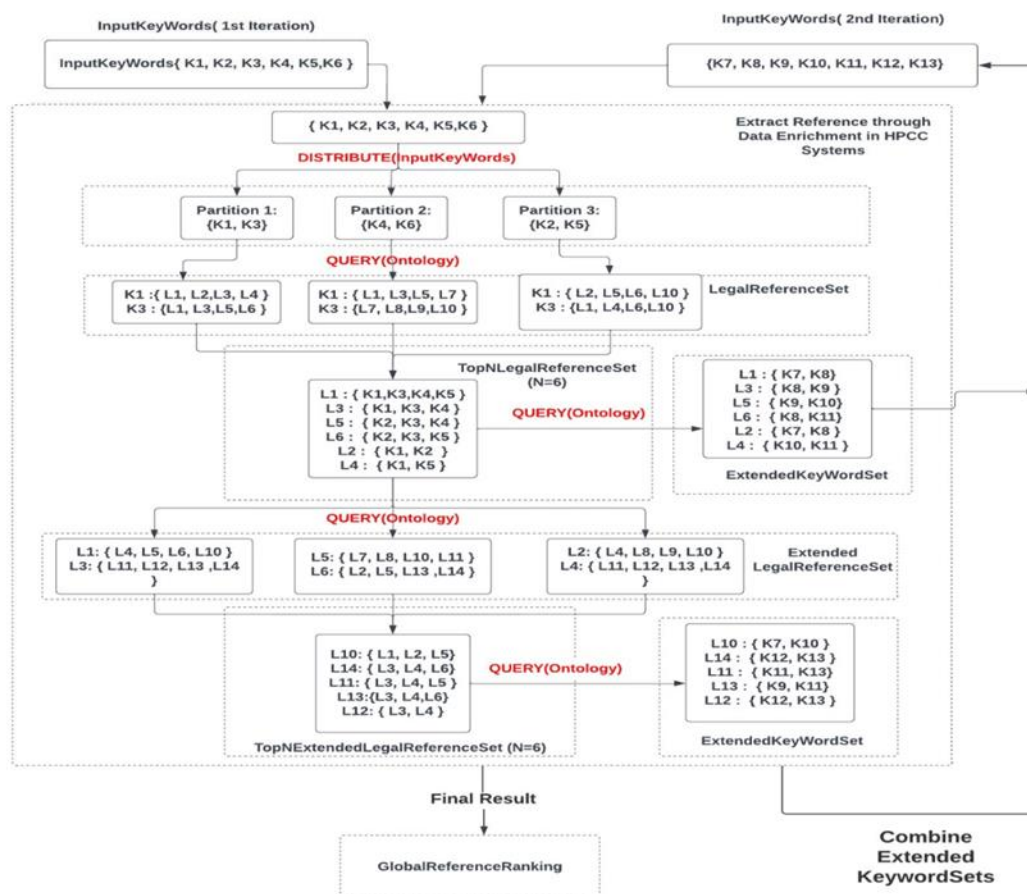 InputKeyWords( 1st Iteration)
InputKeyWords( 2nd Iteration)
InputKeyWords{ K1, K2, K3, K4, K5,K6 }
{K7, K8, K9, K10, K11, K12, K13}
{ K1, K2, K3, K4, K5,K6 }
Extract Reference through
Data Enrichment in HPCC
Systems
DISTRIBUTE(InputKeyWords)
Partition 1:
{K1, K3}
Partition 2:
{K4, K6}
Partition 3:
{K2, K5}
QUERY(Ontology)
K1 :{ L1, L2,L3, L4 }
K3 : {L1, L3,L5,L6 }
K1 : { L1, L3,L5, L7 }
K3 : {L7, L8,L9,L10 }
K1 : { L2, L5,L6, L10 }
K3 : {L1, L4,L6,L10 }
LegalReferenceSet
TopNLegalReferenceSet
(N=6)
L1 : { K1,K3,K4,K5 }
L3 : { K1, K3, K4 }
L5 : { K2, K3, K4 }
L6 : { K2, K3, K5 }
L2 : { K1, K2 }
L4 : { K1, K5 }
QUERY(Ontology)
L1 : { K7, K8}
L3 : { K8, K9 }
L5 : { K9, K10}
L6 : { K8, K11}
L2 : { K7, K8 }
L4 : { K10, K11 }
ExtendedKeyWordSet
QUERY(Ontology)
L1: { L4, L5, L6, L10 }
L3: { L11, L12, L13 ,L14
}
L5: { L7, L8, L10, L11 }
L6: { L2, L5, L13 ,L14 }
L2: { L4, L8, L9, L10 }
L4: { L11, L12, L13 ,L14
}
Extended
LegalReferenceSet
L10: { L1, L2, L5}
L14: { L3, L4, L6}
L11: { L3, L4, L5 }
L13:{L3, L4,L6}
L12: { L3, L4 }
QUERY(Ontology)
L10 : { K7, K10 }
L14 : { K12, K13 }
L11 : { K11, K13}
L13 : { K9, K11}
L12 : { K12, K13 }
TopNExtendedLegalReferenceSet (N=6)
ExtendedKeyWordSet
Final Result
GlobalReferenceRanking
Combine
Extended
KeywordSets